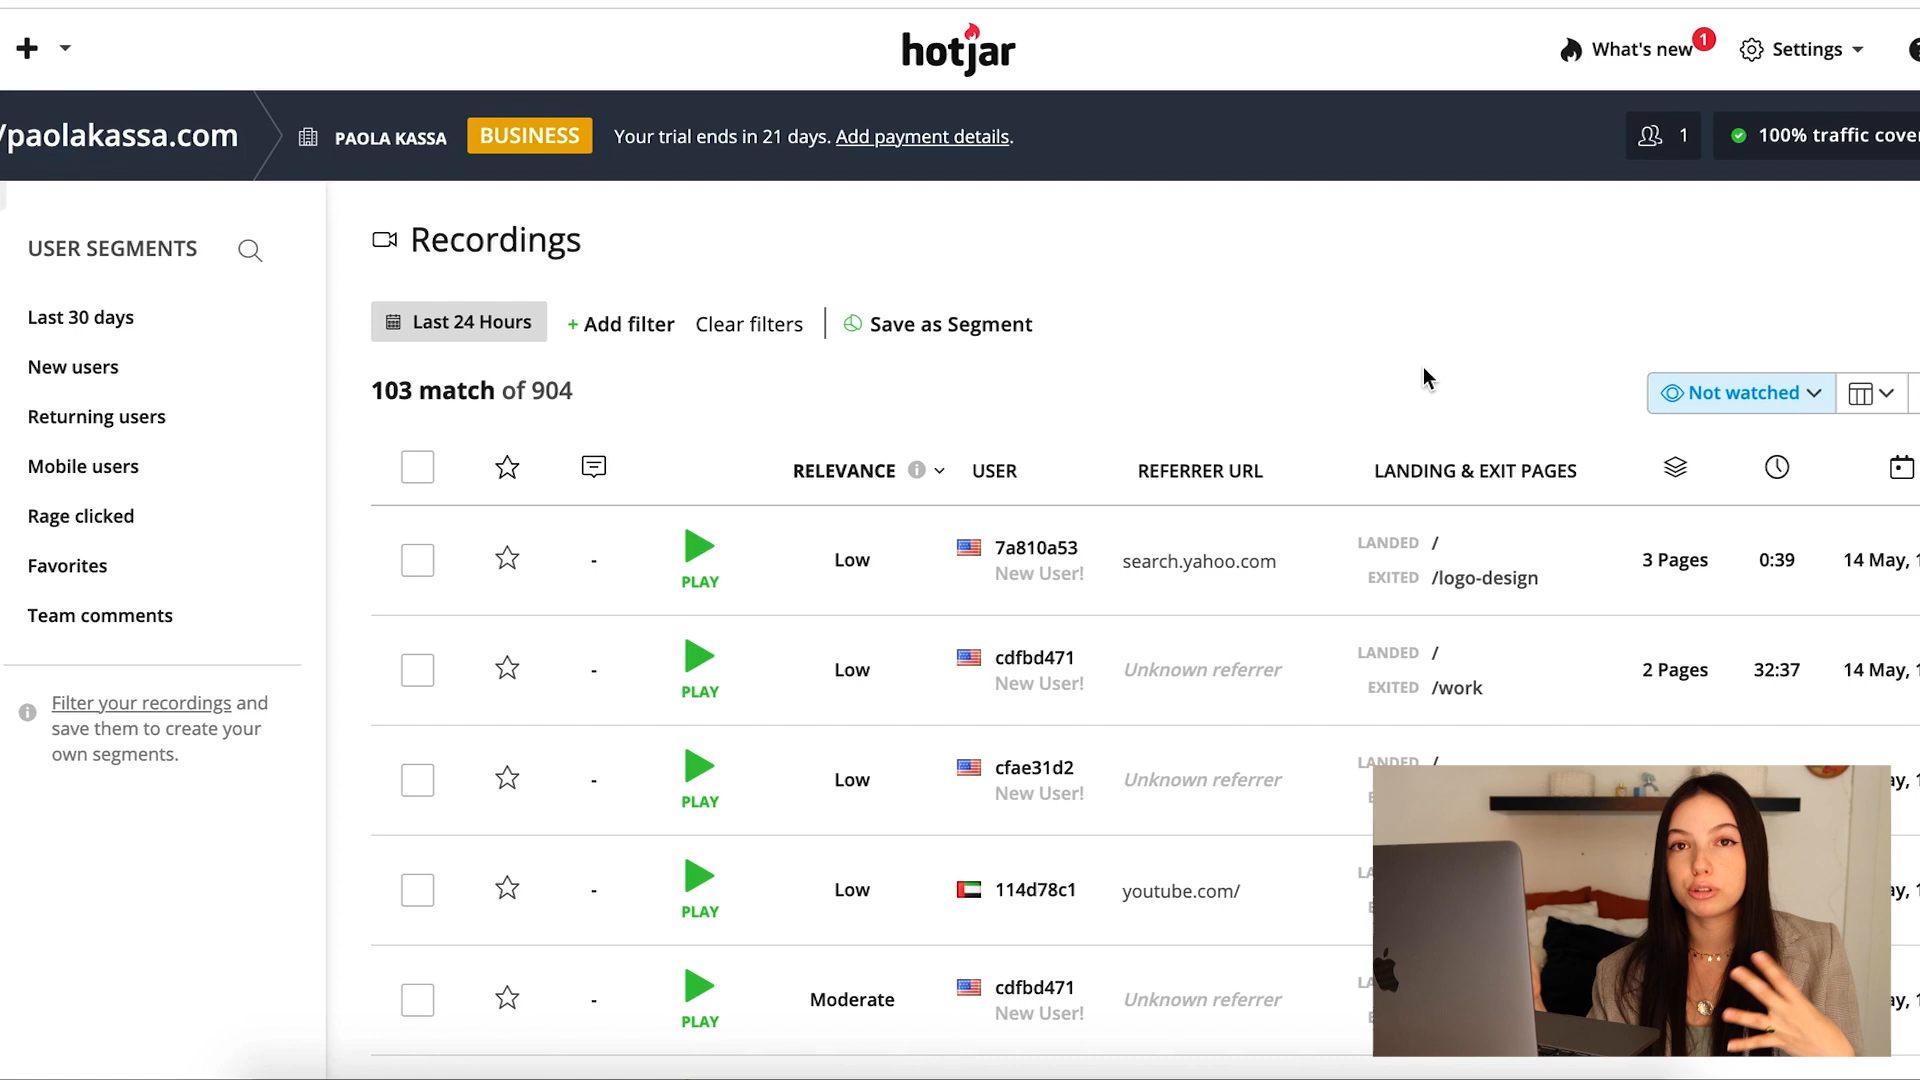 hotjar
What's new 1
Settings
/paolakassa.com
PAOLA KASSA
BUSINESS
Your trial ends in 21 days. Add payment details.
1
100% traffic cover
USER SEGMENTS
Last 30 days
New users
Returning users
Mobile users
Rage clicked
Favorites
Team comments
Filter your recordings and
save them to create your
own segments.
Recordings
Last 24 Hours
+ Add filter
Clear filters
Save as Segment
103 match of 904
Not watched
RELEVANCE
USER
REFERRER URL
LANDING & EXIT PAGES
PLAY
Low
7a810a53
New User!
search.yahoo.com
LANDED /
EXITED /logo-design
3 Pages
0:39
14 May, 1
PLAY
Low
cdfbd471
New User!
Unknown referrer
LANDED /
EXITED /work
2 Pages
32:37
14 May, 1
PLAY
Low
cfae31d2
New User!
Unknown referrer
LANDED /
PLAY
Low
114d78c1
youtube.com/
PLAY
Moderate
cdfbd471
New User!
Unknown referrer